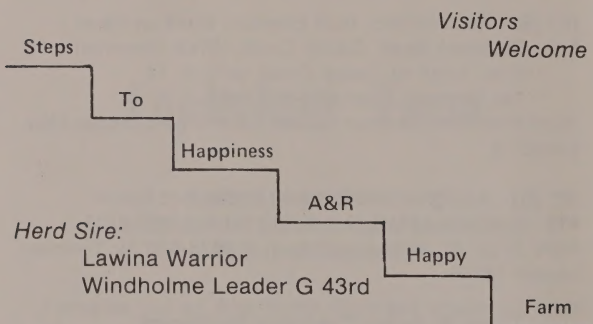 Visitors
Welcome
Steps
To
Happiness
A&R
Happy
Farm
Herd Sire:
Lawina Warrior
Windholme Leader G 43rd